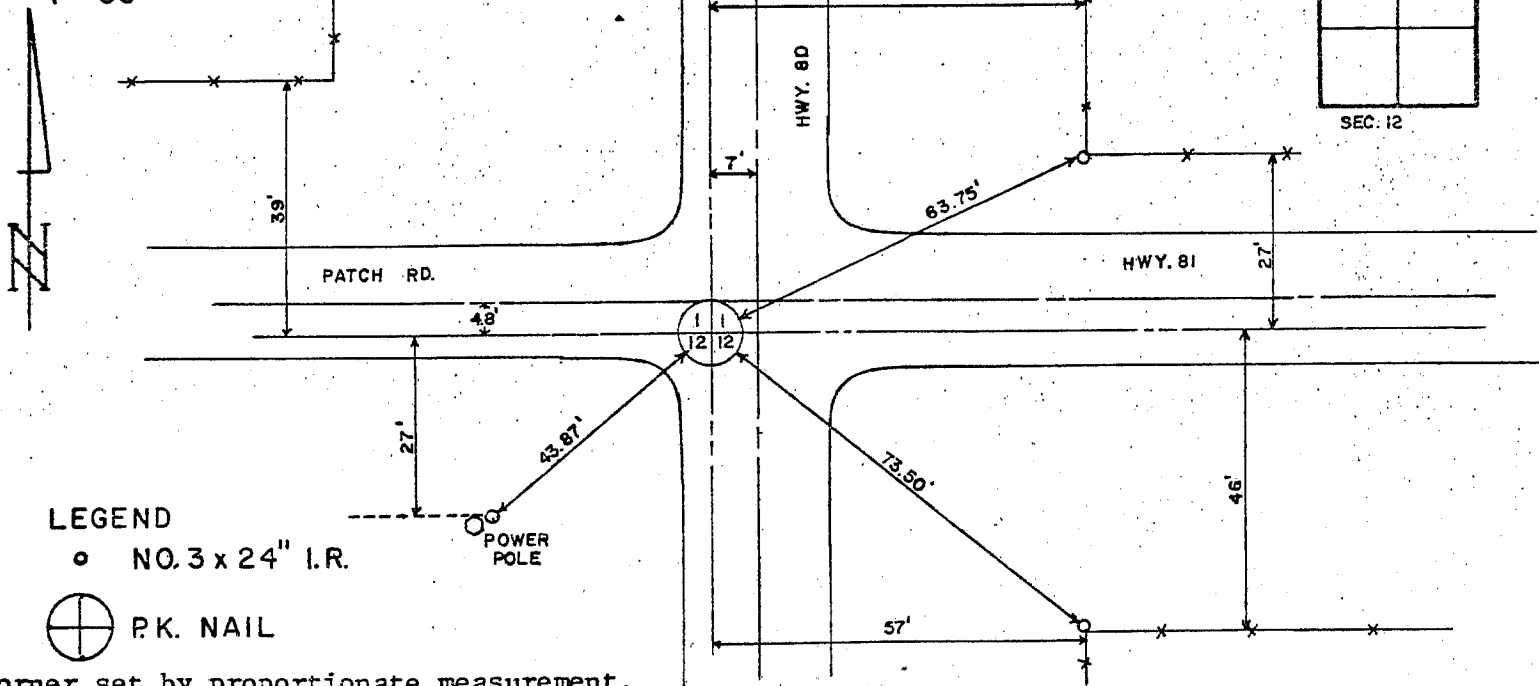 HWY. 8D
SEC. 12
7'
63.75'
39'
PATCH RD.
HWY. 81
27'
4.8'
1 1
12 12
27'
43.87'
73.50'
46'
LEGEND
NO. 3 x 24" I.R.
POWER
POLE
P.K. NAIL
57'
set by proportionate measurement.